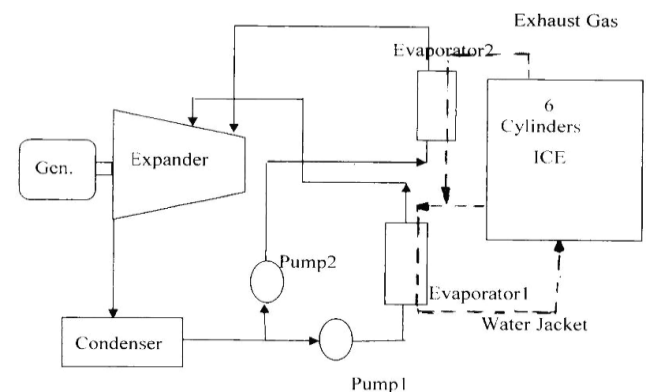 Exhaust Gas
Evaporator2
6
Cylinders
ICE
Expander
Gen.
Pump2
Evaporator1
Water Jacket
Condenser
Pump1